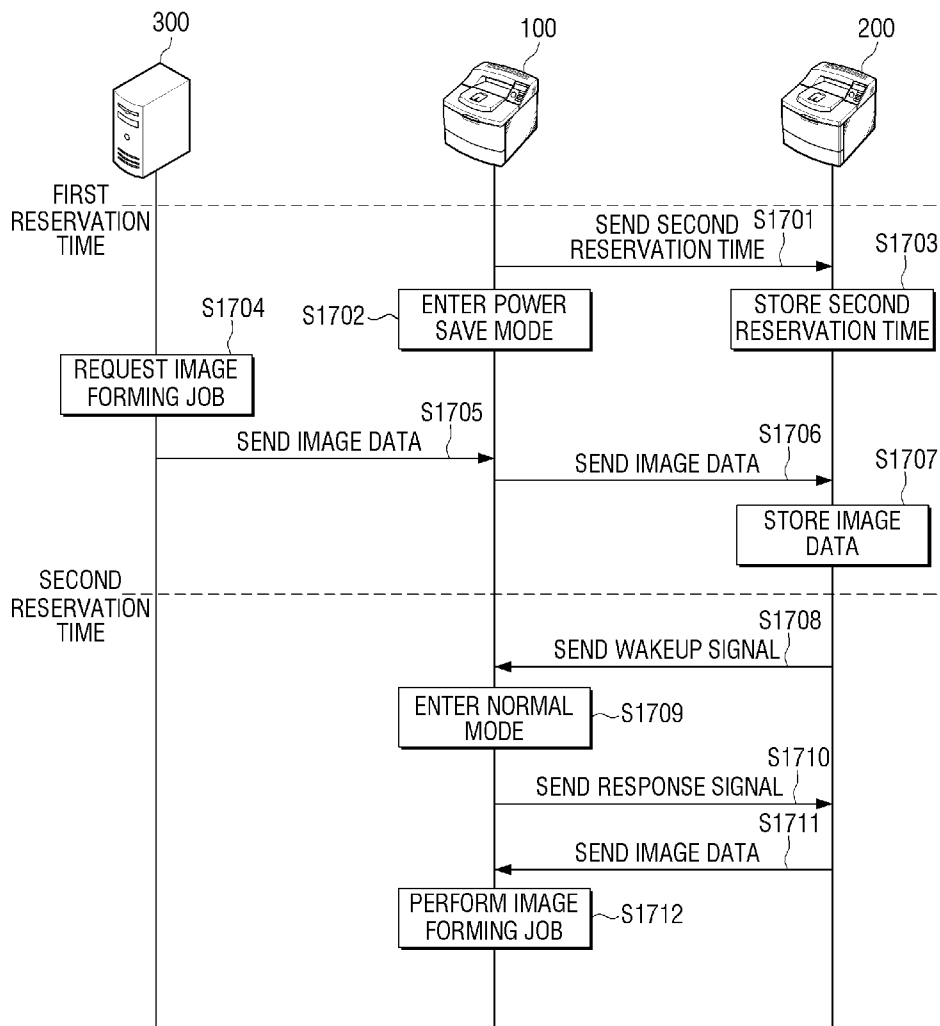 300
100
200
FIRST
RESERVATION
TIME
SEND SECOND
RESERVATION TIME
S1701
S1703
S1702
ENTER POWER
SAVE MODE
STORE SECOND
RESERVATION TIME
S1704
REQUEST IMAGE
FORMING JOB
SEND IMAGE DATA
S1705
SEND IMAGE DATA
S1706
S1707
STORE IMAGE
DATA
SECOND
RESERVATION
TIME
S1708
SEND WAKEUP SIGNAL
ENTER NORMAL
MODE
S1709
S1710
SEND RESPONSE SIGNAL
S1711
SEND IMAGE DATA
PERFORM IMAGE
FORMING JOB
S1712